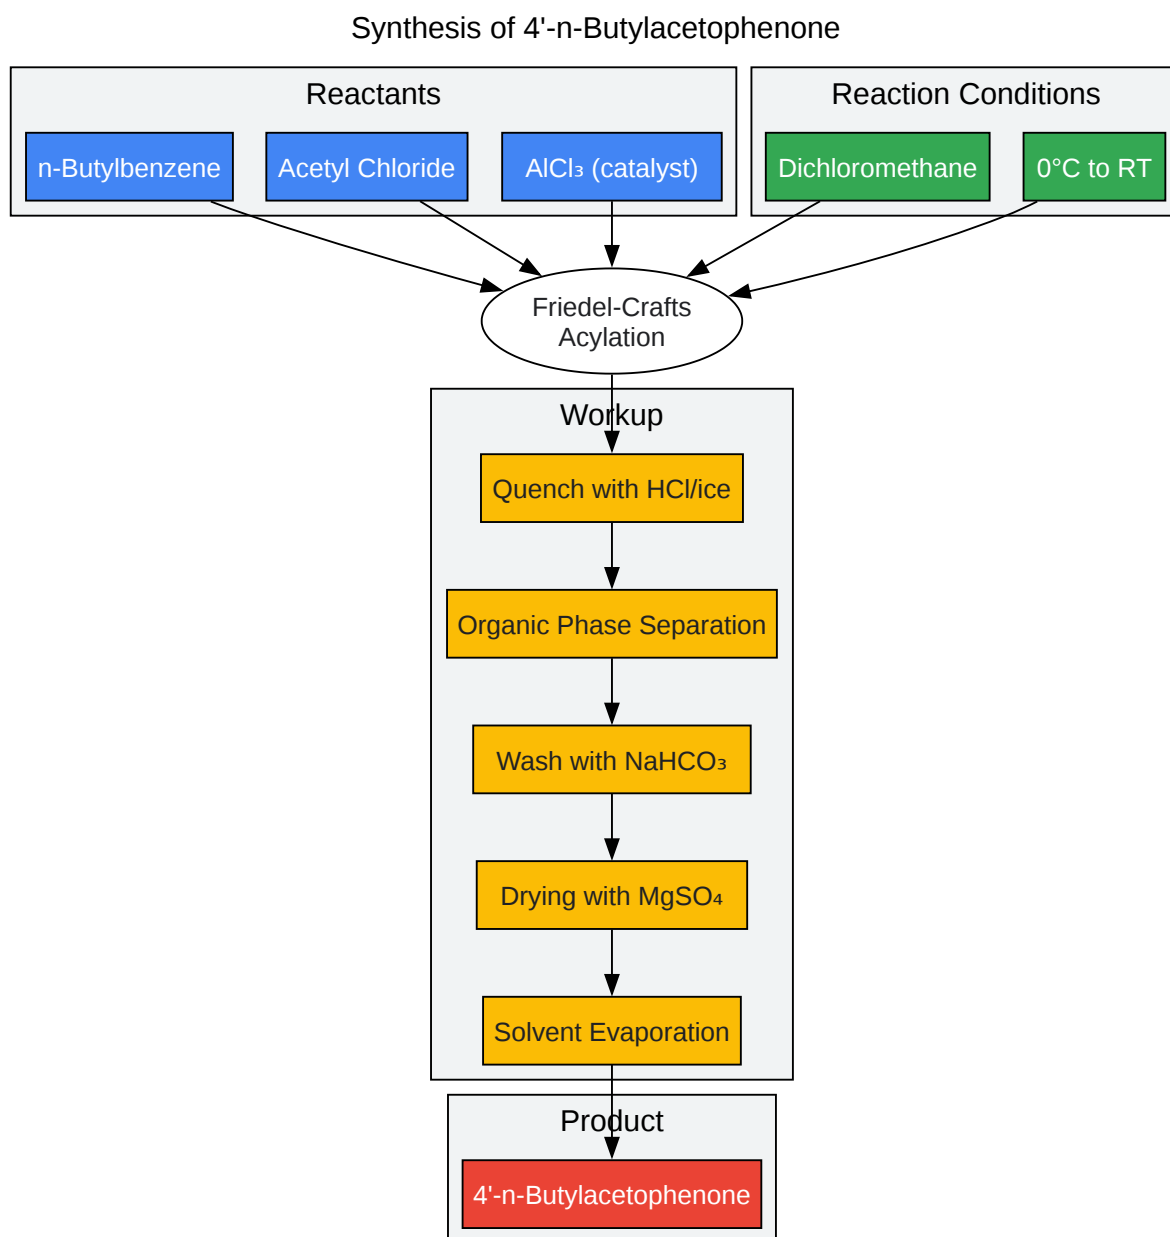 Synthesis of 4'-n-Butylacetophenone
Reactants
Reaction Conditions
n-Butylbenzene
Acetyl Chloride
AlCl₃ (catalyst)
Dichloromethane
0°C to RT
Friedel-Crafts
Acylation
Workup
Quench with HCl/ice
Organic Phase Separation
Wash with NaHCO₃
Drying with MgSO₄
Solvent Evaporation
Product
4'-n-Butylacetophenone